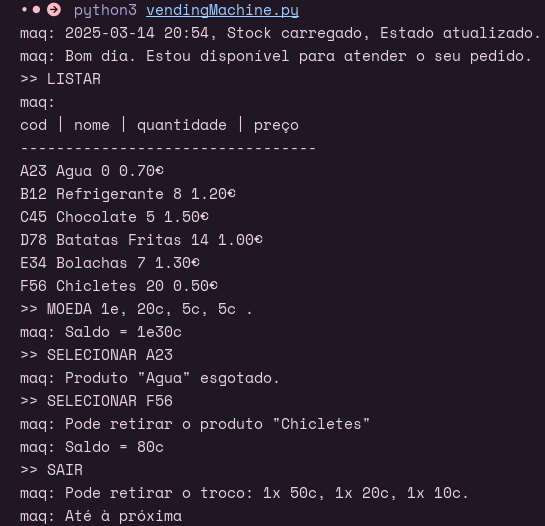 python3 vendingMachine.py
maq: 2025-03-14 20:54, Stock carregado, Estado atualizado.
maq: Bom dia. Estou disponível para atender o seu pedido.
>> LISTAR
maq:
cod | nome | quantidade | preço
---------------------------------
A23 Agua 0 0.70€
B12 Refrigerante 8 1.20€
C45 Chocolate 5 1.50€
D78 Batatas Fritas 14 1.00€
E34 Bolachas 7 1.30€
F56 Chicletes 20 0.50€
>> MOEDA 1e, 20c, 5c, 5c .
maq: Saldo = 1e30c
>> SELECIONAR A23
maq: Produto "Agua" esgotado.
>> SELECIONAR F56
maq: Pode retirar o produto "Chicletes"
maq: Saldo = 80c
>> SAIR
maq: Pode retirar o troco: 1x 50c, 1x 20c, 1x 10c.
maq: Até à próxima